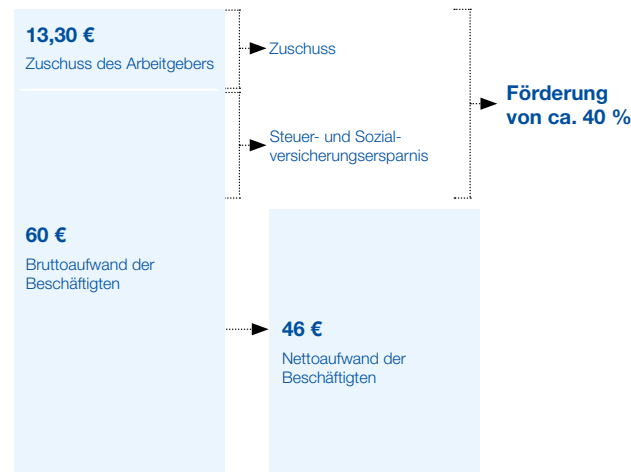 13,30 €
Zuschuss des Arbeitgebers
Zuschuss
Förderung
von ca. 40 %
Steuer- und Sozial-
versicherungsersparnis
60 €
Bruttoaufwand der
Beschäftigten
46 €
Nettoaufwand der
Beschäftigten